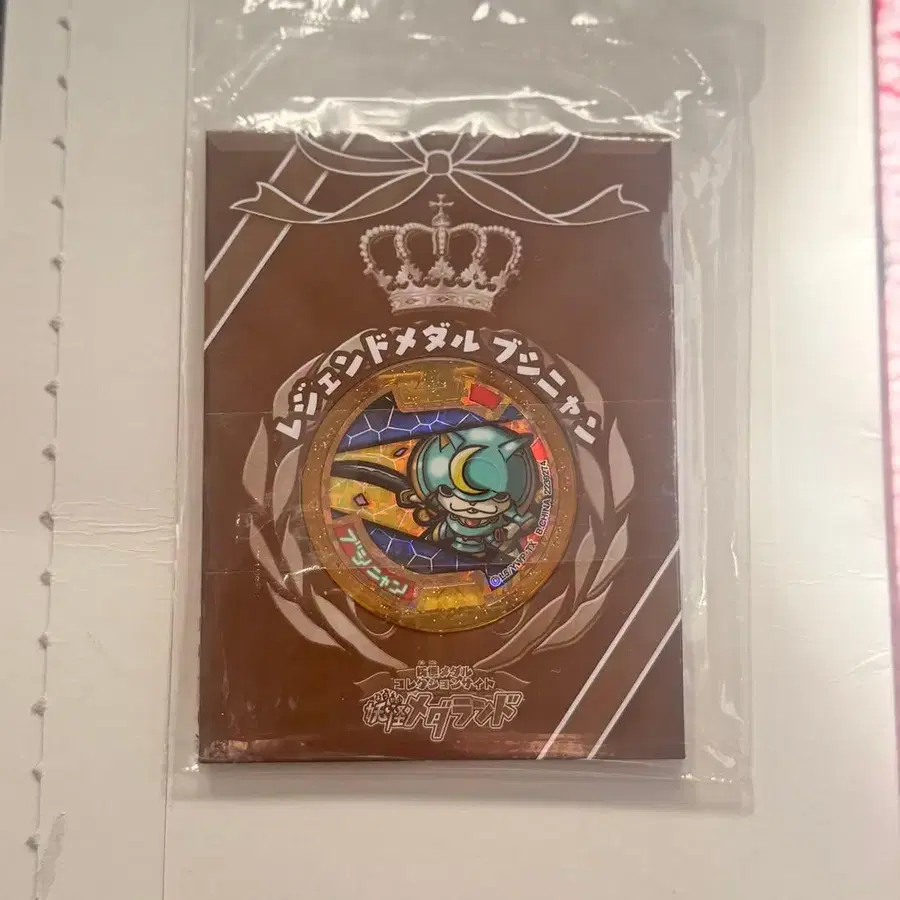 レジェンドメダル ブシニャン
ブシニャン
B.CHINA
妖怪メダル
コレクションサイト
妖怪メダランド